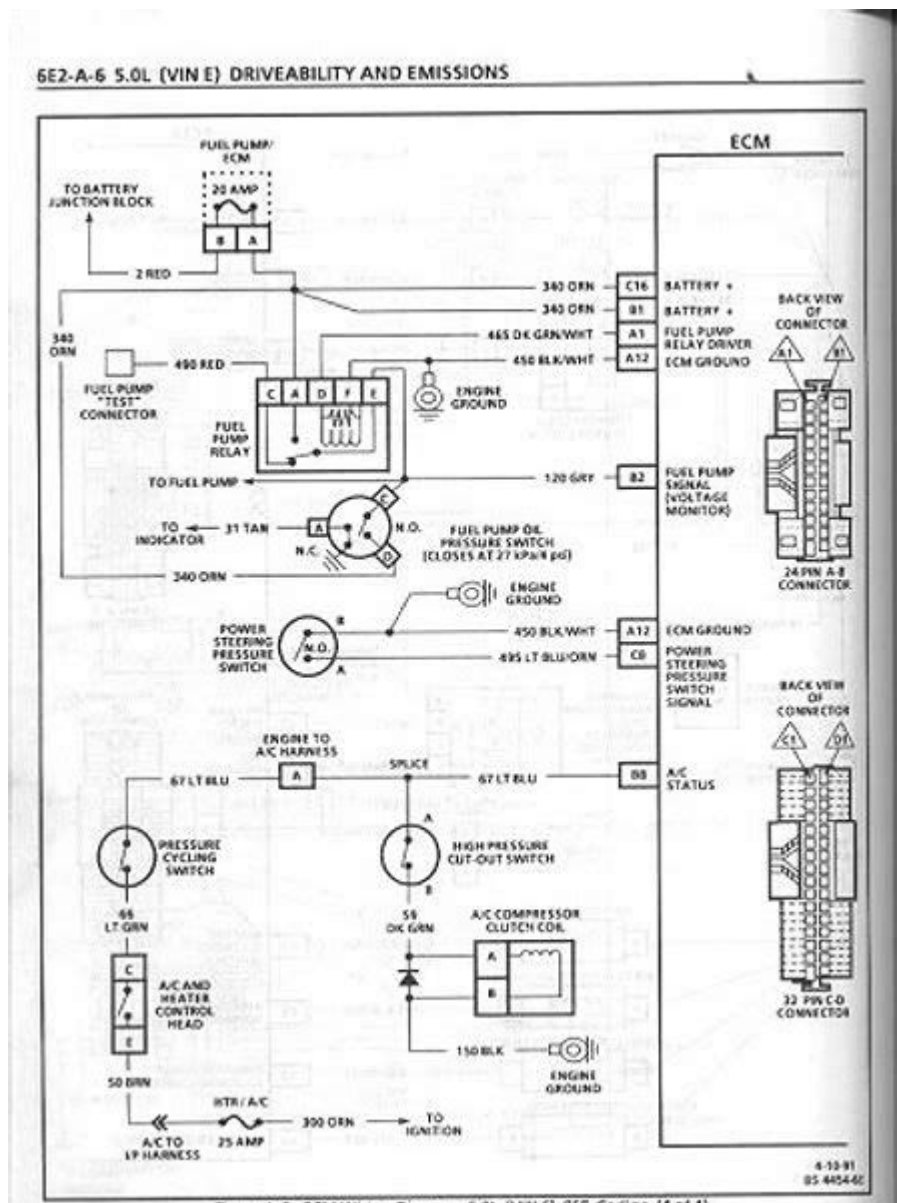 6E2-A-6 5.0L (VIN E) DRIVEABILITY AND EMISSIONS
FUEL PUMP/
ECM
20 AMP
B A
TO BATTERY
JUNCTION BLOCK
2 RED
ECM
340 ORN C16 BATTERY +
340 ORN B1 BATTERY +
465 DK GRN/WHT A1 FUEL PUMP
RELAY DRIVER
450 BLK/WHT A12 ECM GROUND
340
ORN
490 RED
FUEL PUMP
"TEST"
CONNECTOR
C A D F E
FUEL
PUMP
RELAY
ENGINE
GROUND
BACK VIEW
OF
CONNECTOR
A1 B1
24 PIN A-B
CONNECTOR
TO FUEL PUMP
120 GRY B2 FUEL PUMP
SIGNAL
(VOLTAGE
MONITOR)
TO
INDICATOR
31 TAN
A
C
N.O.
N.C.
D
FUEL PUMP OIL
PRESSURE SWITCH
(CLOSES AT 27 kPa/4 psi)
340 ORN
ENGINE
GROUND
POWER
STEERING
PRESSURE
SWITCH
B
N.O.
A
450 BLK/WHT A12 ECM GROUND
495 LT BLU/ORN C8 POWER
STEERING
PRESSURE
SWITCH
SIGNAL
BACK VIEW
OF
CONNECTOR
C1 D1
32 PIN C-D
CONNECTOR
ENGINE TO
A/C HARNESS
67 LT BLU
A
SPLICE
67 LT BLU
B8 A/C
STATUS
PRESSURE
CYCLING
SWITCH
A
HIGH PRESSURE
CUT-OUT SWITCH
B
66
LT GRN
59
DK GRN
A/C COMPRESSOR
CLUTCH COIL
A
B
C
A/C AND
HEATER
CONTROL
HEAD
E
150 BLK
ENGINE
GROUND
50 BRN
HTR/A/C
A/C TO
I/P HARNESS
25 AMP
300 ORN
TO
IGNITION
4-10-91